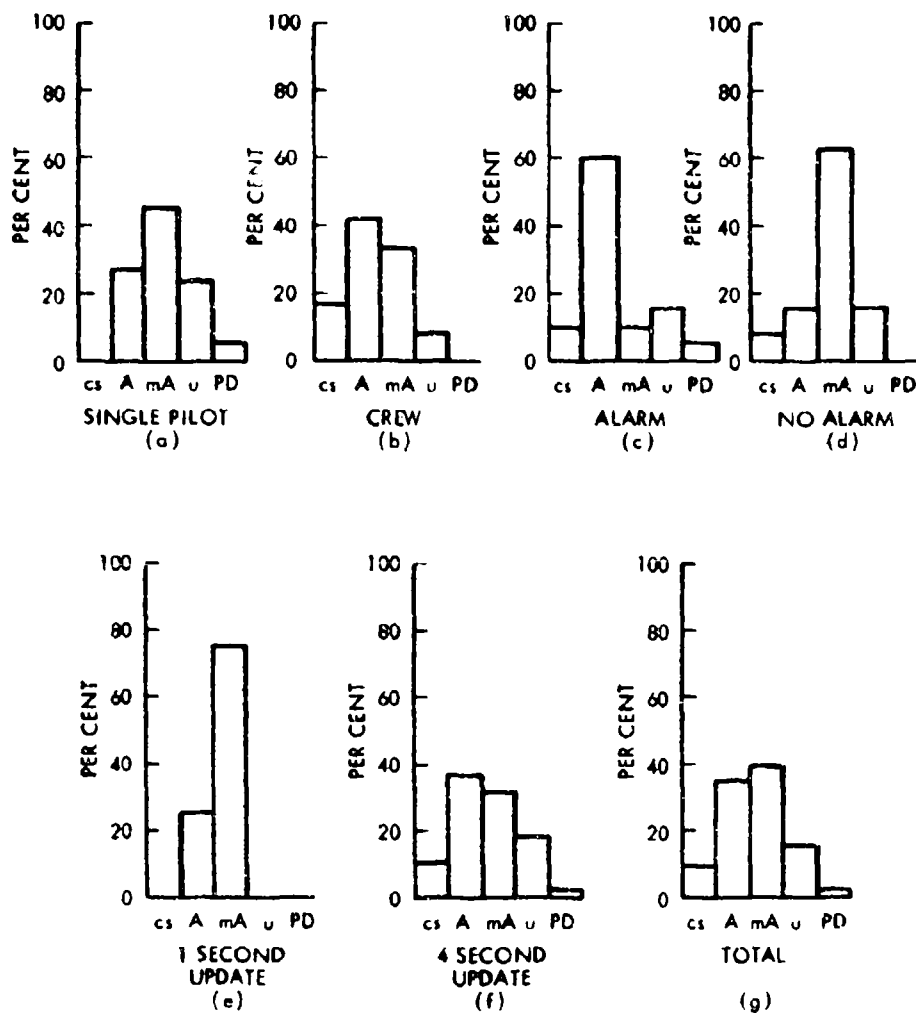 100
80
60
40
20
0
PER CENT
cs A mA u PD
SINGLE PILOT
(a)
100
80
60
40
20
0
PER CENT
cs A mA u PD
CREW
(b)
100
80
60
40
20
0
PER CENT
cs A mA u PD
ALARM
(c)
100
80
60
40
20
0
PER CENT
cs A mA u PD
NO ALARM
(d)
100
80
60
40
20
0
PER CENT
cs A mA u PD
1 SECOND
UPDATE
(e)
100
80
60
40
20
0
PER CENT
cs A mA u PD
4 SECOND
UPDATE
(f)
100
80
60
40
20
0
PER CENT
cs A mA u PD
TOTAL
(g)